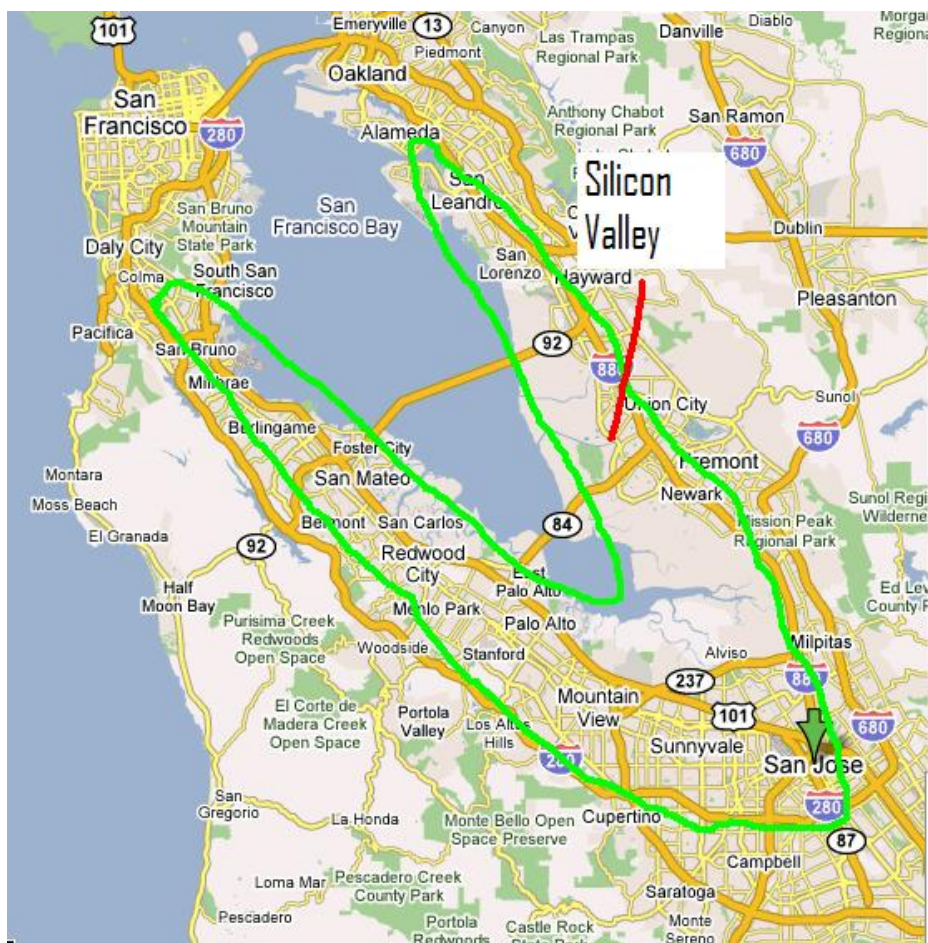 Emeryville
13
Canyon
Las Trampas
Regional Park
Danville
Diablo
Morga
Regiona
101
Piedmont
Oakland
San
Francisco
280
Anthony Chabot
Regional Park
San Ramon
680
Alameda
Silicon
Valley
San
Leandro
San Bruno
Mountain
State Park
San
Francisco Bay
Daly City
Dublin
Colma
South San
Francisco
San
Lorenzo
Hayward
Pleasanton
Pacifica
San Bruno
92
880
Millbrae
Union City
Sunol
Burlingame
680
Foster City
Fremont
Montara
San Mateo
Newark
Sunol Regi
Wilderne
Moss Beach
El Granada
Belmont
San Carlos
84
Mission Peak
Regional Park
92
Redwood
City
Half
Moon Bay
East
Palo Alto
Ed Lev
County P
Purisima Creek
Redwoods
Open Space
Menlo Park
Palo Alto
Woodside
Stanford
Alviso
Milpitas
237
880
El Corte de
Madera Creek
Open Space
Portola
Valley
Los Altos
Hills
Mountain
View
101
680
Sunnyvale
280
San Jose
San
Gregorio
La Honda
Monte Bello Open
Space Preserve
Cupertino
280
87
Campbell
Loma Mar
Pescadero Creek
County Park
Saratoga
Pescadero
Portola
Redwoods
Castle Rock
Monte
Sereno